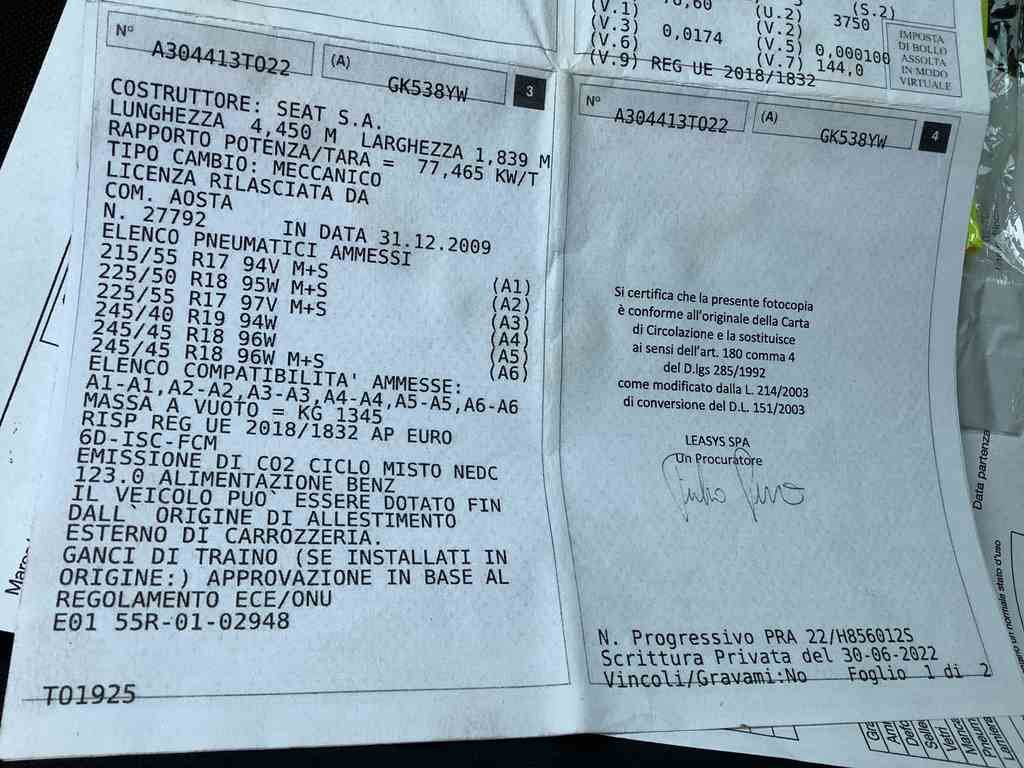 (V.1)
(V.3) 0,0174 (V.2) 3750 (S.2)
(U.2)
(V.6) (V.5) 0,000100
(V.9) REG UE 2018/1832 (V.7) 144,0
IMPOSTA
DI BOLLO
ASSOLTA
IN MODO
VIRTUALE
N° A304413TO22 (A) GK538YW 3
COSTRUTTORE: SEAT S.A.
LUNGHEZZA 4,450 M LARGHEZZA 1,839 M
RAPPORTO POTENZA/TARA = 77,465 KW/T
TIPO CAMBIO: MECCANICO
LICENZA RILASCIATA DA
COM. AOSTA
N. 27792 IN DATA 31.12.2009
ELENCO PNEUMATICI AMMESSI
215/55 R17 94V M+S (A1)
225/50 R18 95W M+S (A2)
225/55 R17 97V M+S (A3)
245/40 R19 94W (A4)
245/45 R18 96W (A5)
245/45 R18 96W M+S (A6)
ELENCO COMPATIBILITA' AMMESSE:
A1-A1,A2-A2,A3-A3,A4-A4,A5-A5,A6-A6
MASSA A VUOTO = KG 1345
RISP REG UE 2018/1832 AP EURO
6D-ISC-FCM
EMISSIONE DI CO2 CICLO MISTO NEDC
123.0 ALIMENTAZIONE BENZ
IL VEICOLO PUO` ESSERE DOTATO FIN
DALL` ORIGINE DI ALLESTIMENTO
ESTERNO DI CARROZZERIA.
GANCI DI TRAINO (SE INSTALLATI IN
ORIGINE:) APPROVAZIONE IN BASE AL
REGOLAMENTO ECE/ONU
E01 55R-01-02948
TO1925
N° A304413TO22 (A) GK538YW 4
Si certifica che la presente fotocopia
è conforme all'originale della Carta
di Circolazione e la sostituisce
ai sensi dell'art. 180 comma 4
del D.lgs 285/1992
come modificato dalla L. 214/2003
di conversione del D.L. 151/2003
LEASYS SPA
Un Procuratore
N. Progressivo PRA 22/H856012S
Scrittura Privata del 30-06-2022
Vincoli/Gravami:No Foglio 1 di 2
Data partenza
un normale stato d'uso